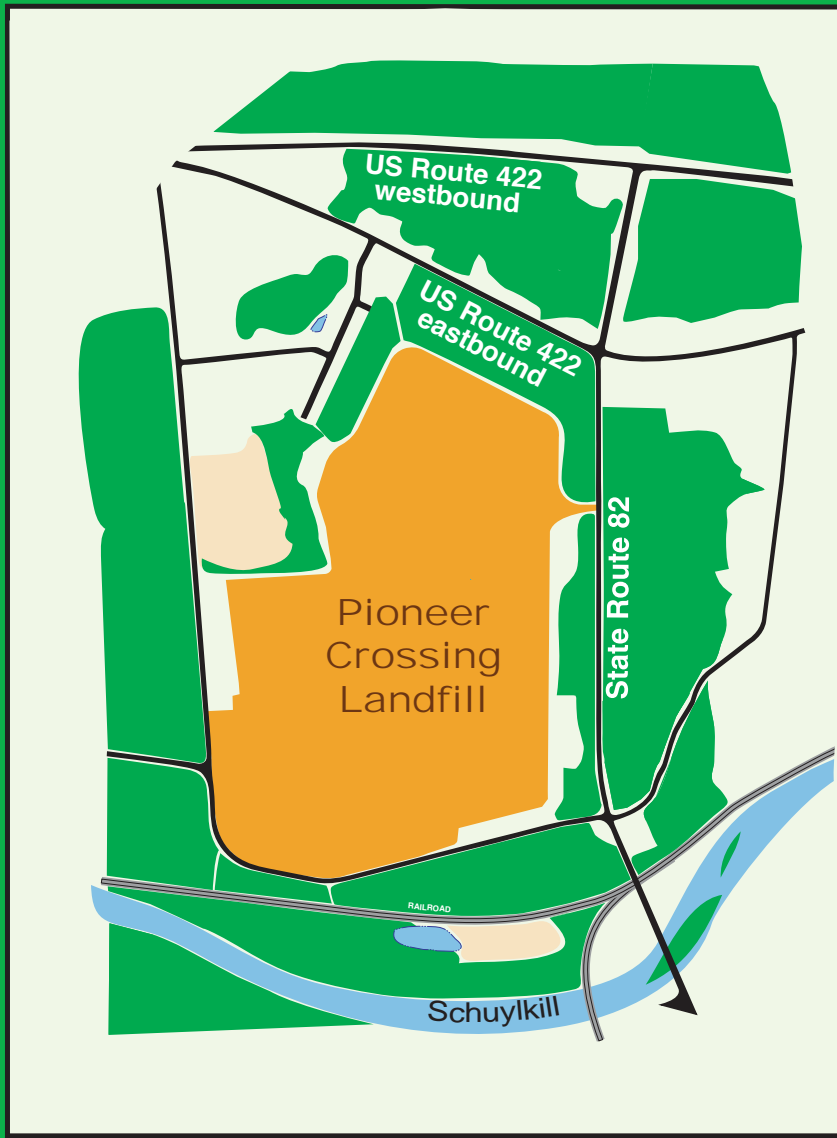 US Route 422
westbound
US Route 422
eastbound
State Route 82
Pioneer
Crossing
Landfill
RAILROAD
Schuylkill